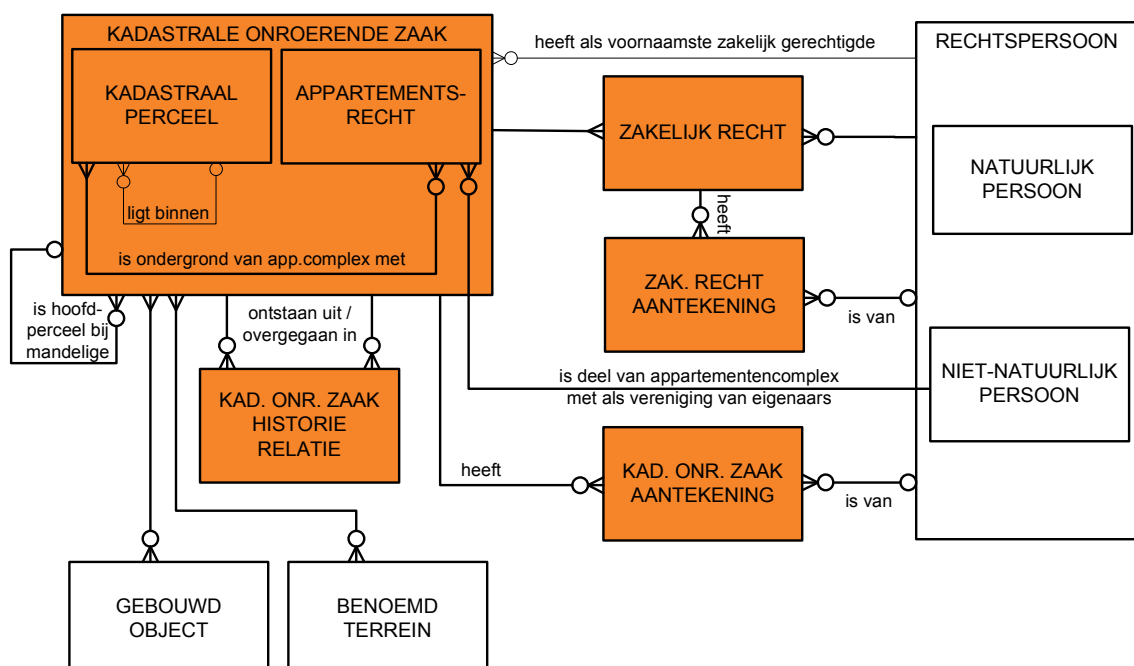 KADASTRALE ONROERENDE ZAAK
heeft als voornaamste zakelijk gerechtigde
RECHTSPERSOON
KADASTRAAL
PERCEEL
APPARTEMENTS-
RECHT
ZAKELIJK RECHT
NATUURLIJK
PERSOON
ligt binnen
heeft
is ondergrond van app.complex met
ZAK. RECHT
AANTEKENING
is van
is hoofd-
perceel bij
mandelige
ontstaan uit /
overgegaan in
KAD. ONR. ZAAK
HISTORIE
RELATIE
is deel van appartementencomplex
met als vereniging van eigenaars
NIET-NATUURLIJK
PERSOON
heeft
KAD. ONR. ZAAK
AANTEKENING
is van
GEBOUWD
OBJECT
BENOEMD
TERREIN